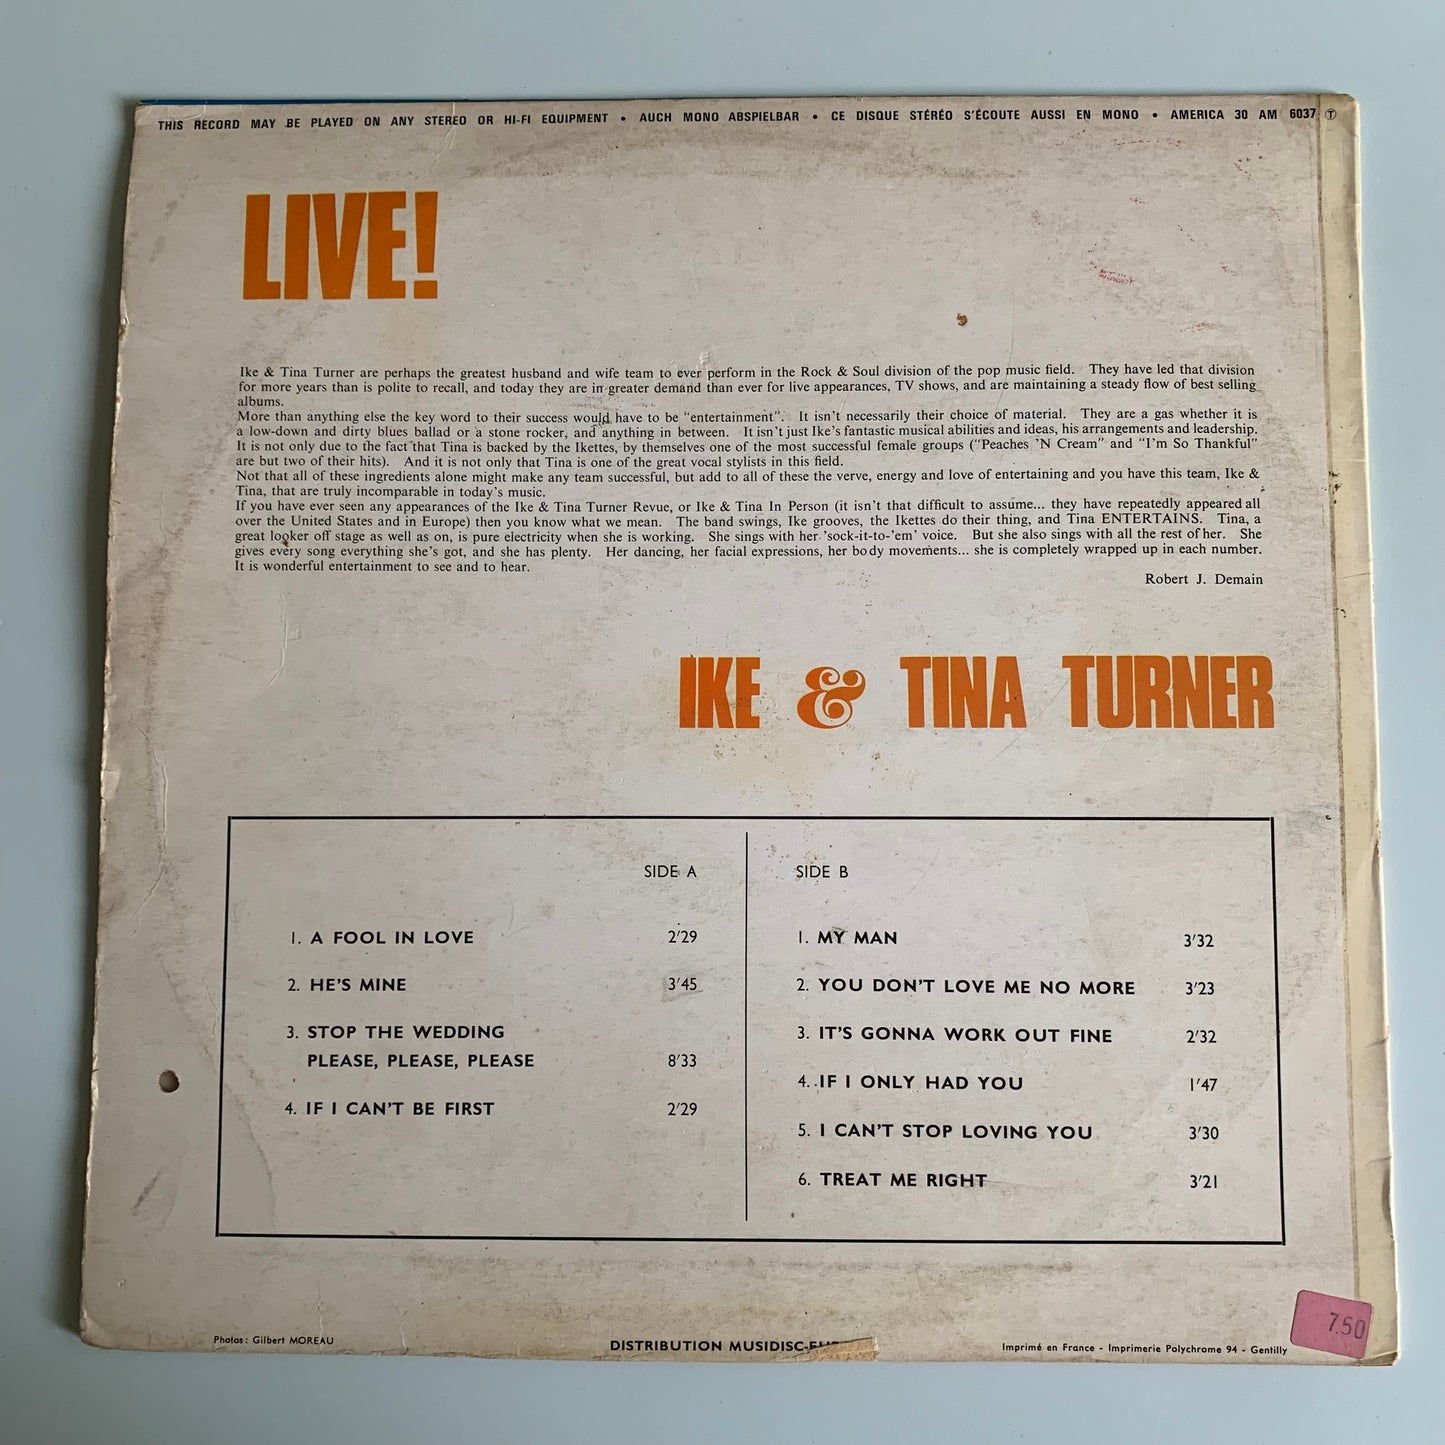 THIS RECORD MAY BE PLAYED ON ANY STEREO OR HI-FI EQUIPMENT • AUCH MONO ABSPIELBAR • CE DISQUE STÉRÉO S'ÉCOUTE AUSSI EN MONO • AMERICA 30 AM 6037 Ⓣ
LIVE!
Ike & Tina Turner are perhaps the greatest husband and wife team to ever perform in the Rock & Soul division of the pop music field. They have led that division
for more years than is polite to recall, and today they are in greater demand than ever for live appearances, TV shows, and are maintaining a steady flow of best selling
albums.
More than anything else the key word to their success would have to be "entertainment". It isn't necessarily their choice of material. They are a gas whether it is
a low-down and dirty blues ballad or a stone rocker, and anything in between. It isn't just Ike's fantastic musical abilities and ideas, his arrangements and leadership.
It is not only due to the fact that Tina is backed by the Ikettes, by themselves one of the most successful female groups ("Peaches 'N Cream" and "I'm So Thankful"
are but two of their hits). And it is not only that Tina is one of the great vocal stylists in this field.
Not that all of these ingredients alone might make any team successful, but add to all of these the verve, energy and love of entertaining and you have this team, Ike &
Tina, that are truly incomparable in today's music.
If you have ever seen any appearances of the Ike & Tina Turner Revue, or Ike & Tina In Person (it isn't that difficult to assume... they have repeatedly appeared all
over the United States and in Europe) then you know what we mean. The band swings, Ike grooves, the Ikettes do their thing, and Tina ENTERTAINS. Tina, a
great looker off stage as well as on, is pure electricity when she is working. She sings with her 'sock-it-to-'em' voice. But she also sings with all the rest of her. She
gives every song everything she's got, and she has plenty. Her dancing, her facial expressions, her body movements... she is completely wrapped up in each number.
It is wonderful entertainment to see and to hear.
Robert J. Demain
IKE & TINA TURNER
SIDE A
1. A FOOL IN LOVE 2'29
2. HE'S MINE 3'45
3. STOP THE WEDDING
PLEASE, PLEASE, PLEASE 8'33
4. IF I CAN'T BE FIRST 2'29
SIDE B
1. MY MAN 3'32
2. YOU DON'T LOVE ME NO MORE 3'23
3. IT'S GONNA WORK OUT FINE 2'32
4. IF I ONLY HAD YOU 1'47
5. I CAN'T STOP LOVING YOU 3'30
6. TREAT ME RIGHT 3'21
7.50
Photos : Gilbert MOREAU
DISTRIBUTION MUSIDISC-
Imprimé en France - Imprimerie Polychrome 94 - Gentilly